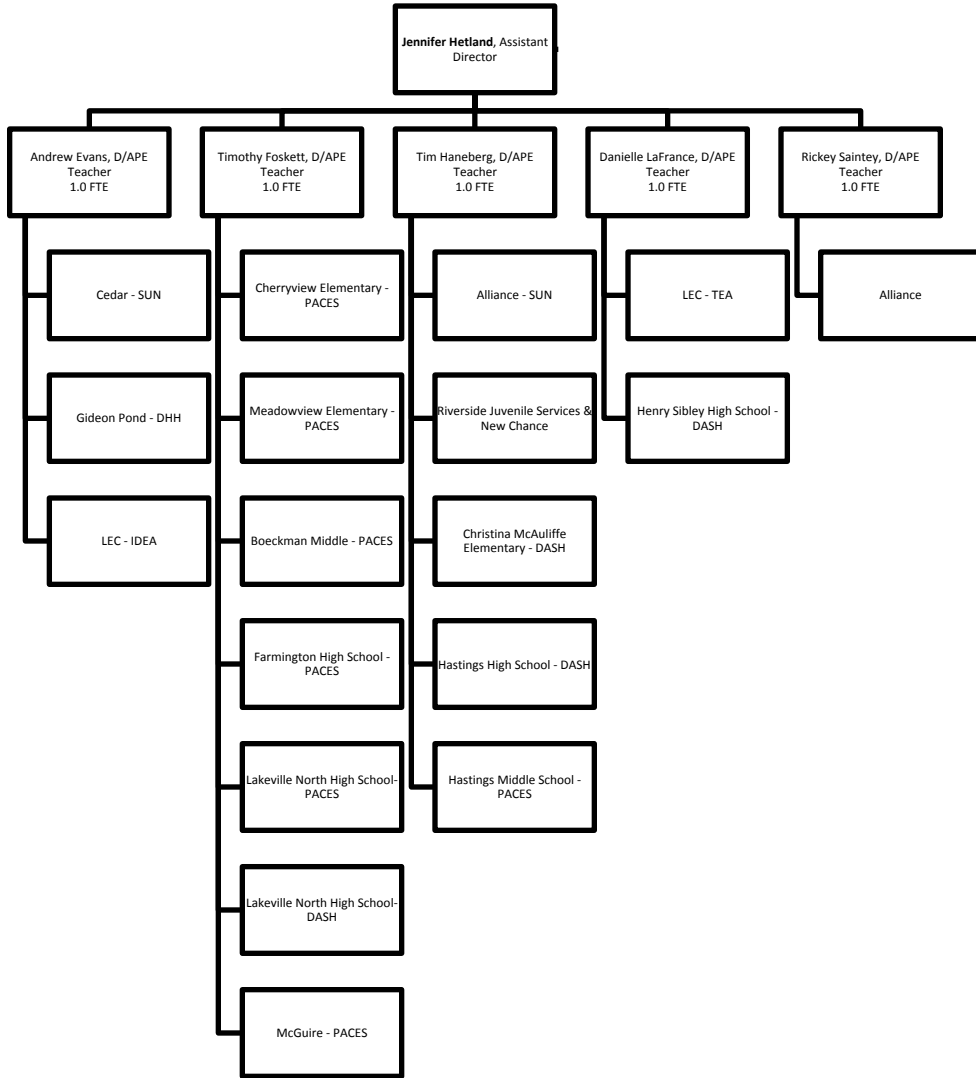 Jennifer Hetland, Assistant
Director
Andrew Evans, D/APE
Teacher
1.0 FTE
Timothy Foskett, D/APE
Teacher
1.0 FTE
Tim Haneberg, D/APE
Teacher
1.0 FTE
Danielle LaFrance, D/APE
Teacher
1.0 FTE
Rickey Saintey, D/APE
Teacher
1.0 FTE
Cedar - SUN
Gideon Pond - DHH
LEC - IDEA
Cherryview Elementary -
PACES
Meadowview Elementary -
PACES
Boeckman Middle - PACES
Farmington High School -
PACES
Lakeville North High School-
PACES
Lakeville North High School-
DASH
McGuire - PACES
Alliance - SUN
Riverside Juvenile Services &
New Chance
Christina McAuliffe
Elementary - DASH
Hastings High School - DASH
Hastings Middle School -
PACES
LEC - TEA
Henry Sibley High School -
DASH
Alliance